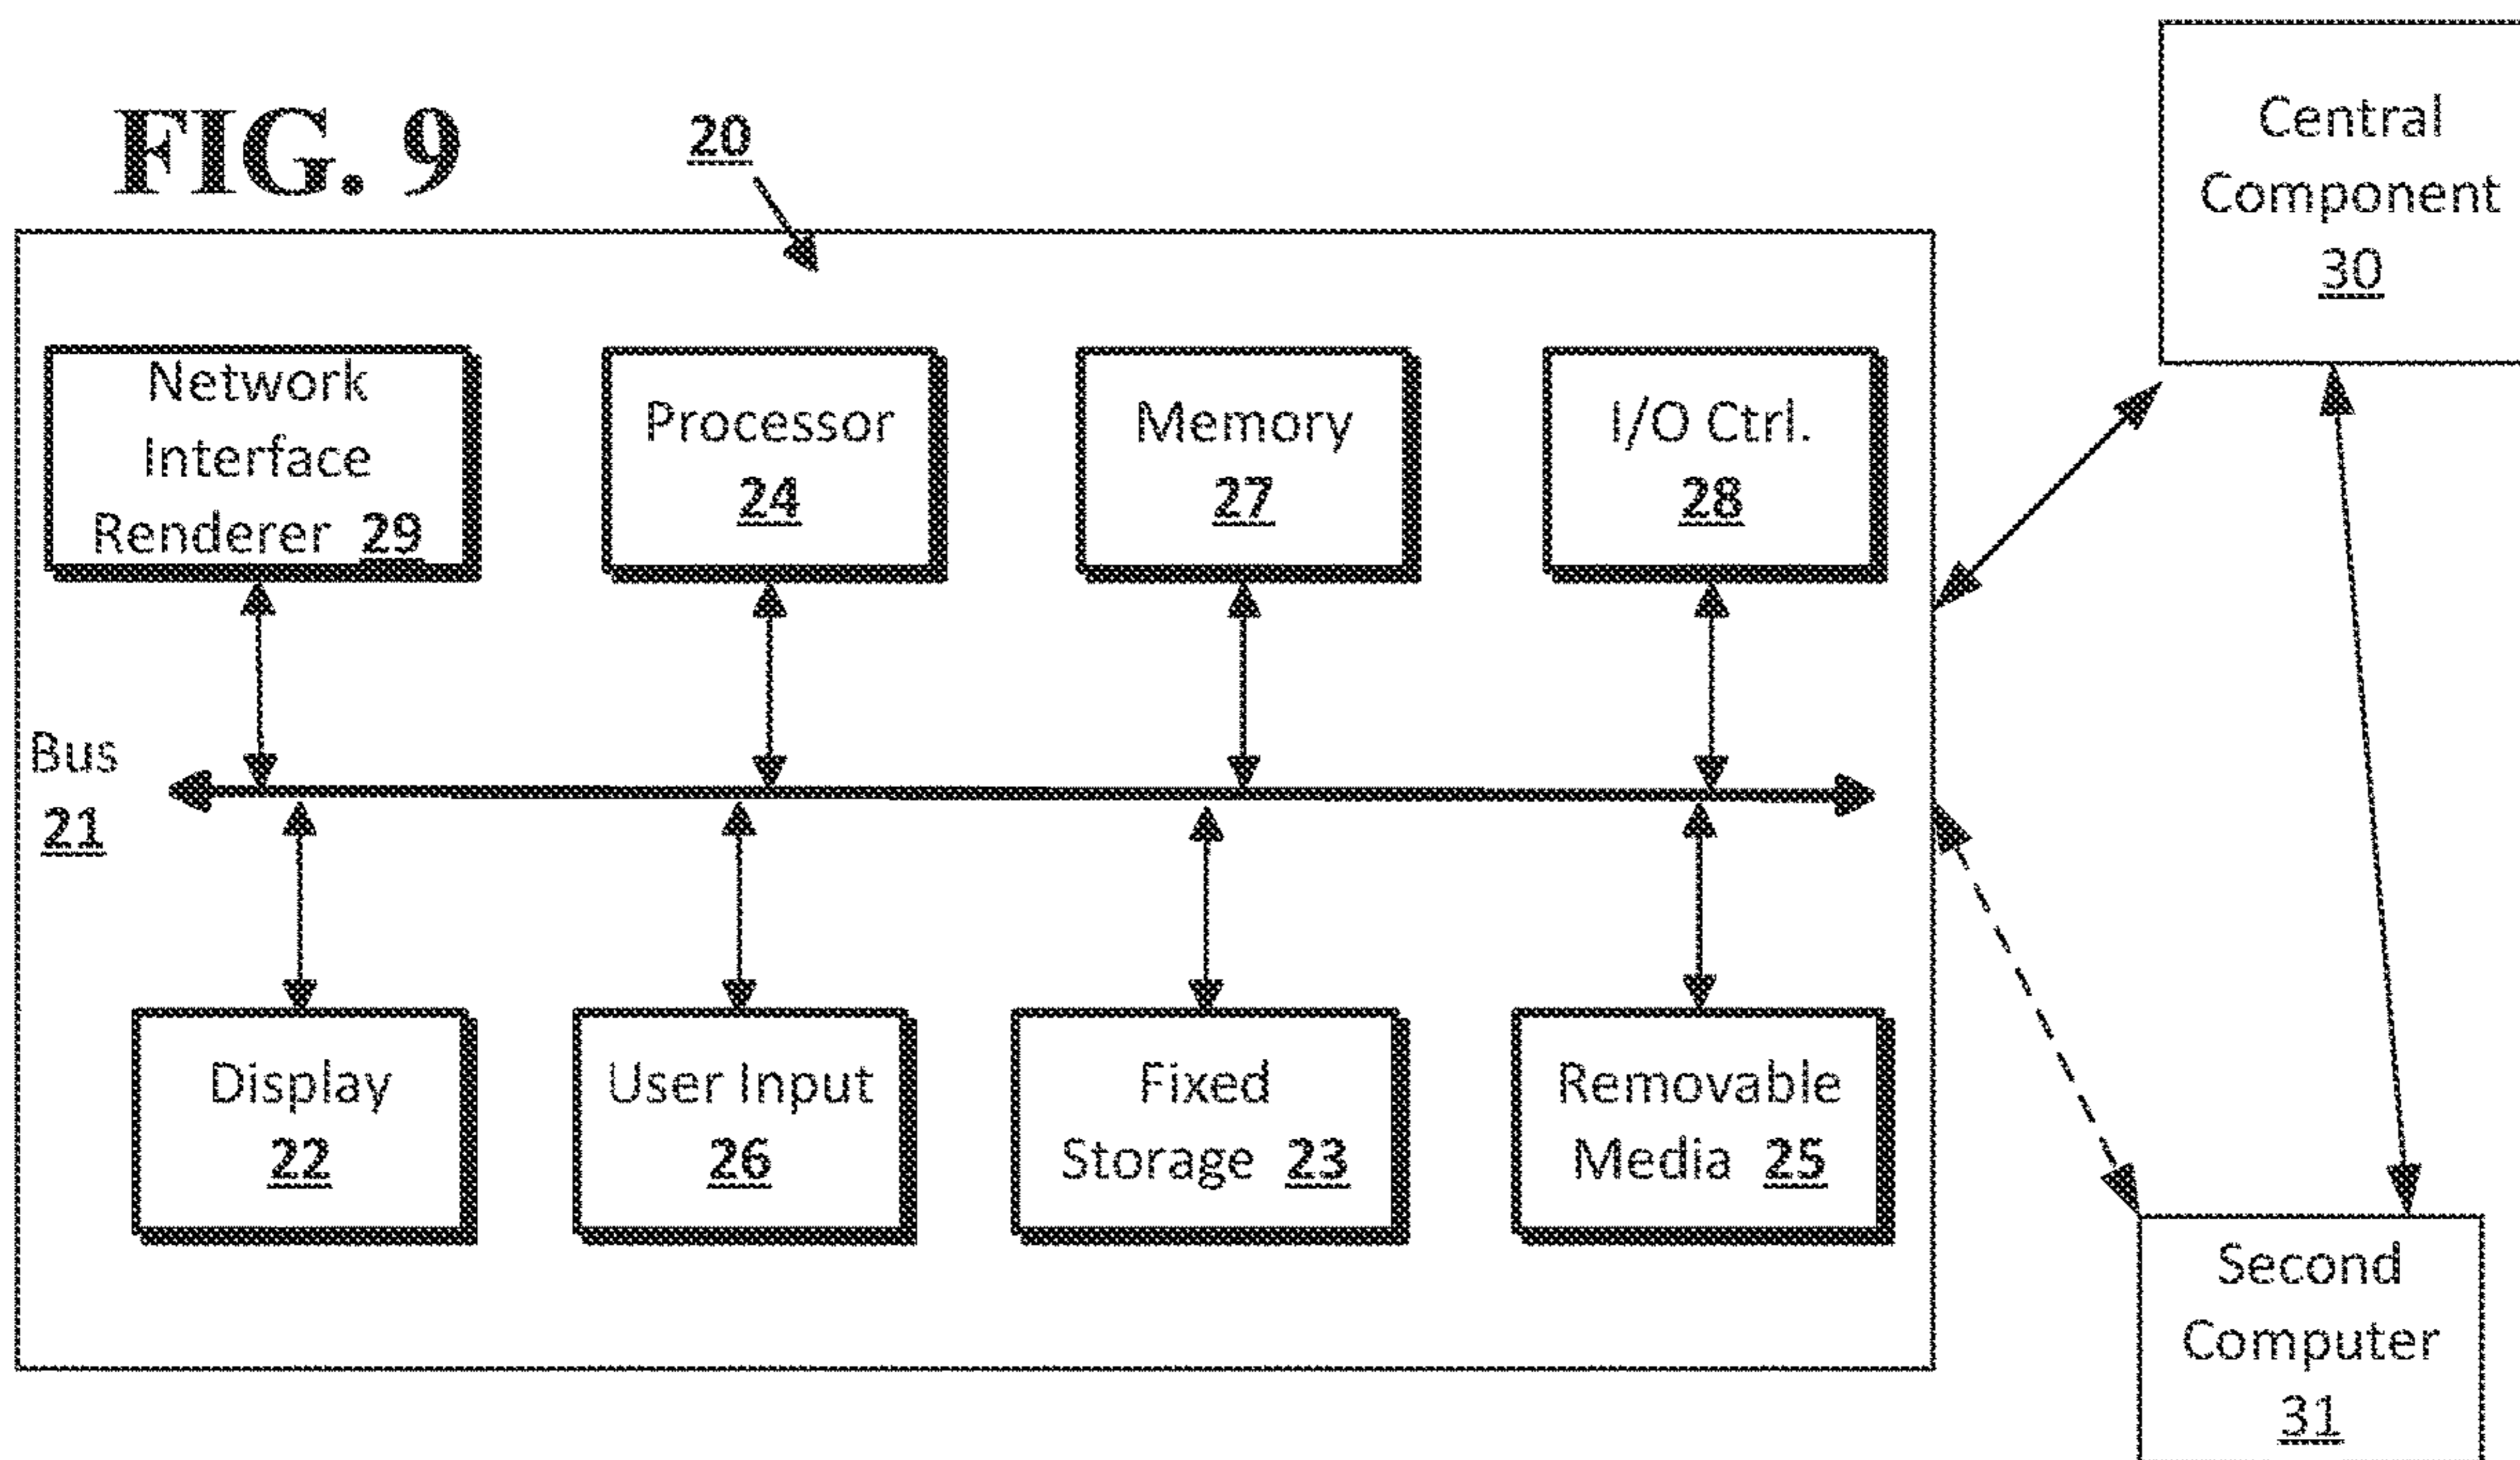 FIG. 9
20
Central
Component
30
Network
Interface
Renderer 29
Processor
24
Memory
27
I/O Ctrl.
28
Bus
21
Display
22
User Input
26
Fixed
Storage 23
Removable
Media 25
Second
Computer
31